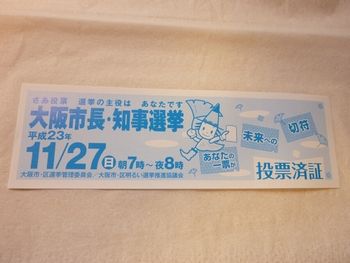 さあ投票 選挙の主役は あなたです
大阪市長・知事選挙
平成23年
11/27日朝7時～夜8時
大阪市・区選挙管理委員会／大阪市・区明るい選挙推進協議会
あなたの
一票が
未来への
切符
投票済証